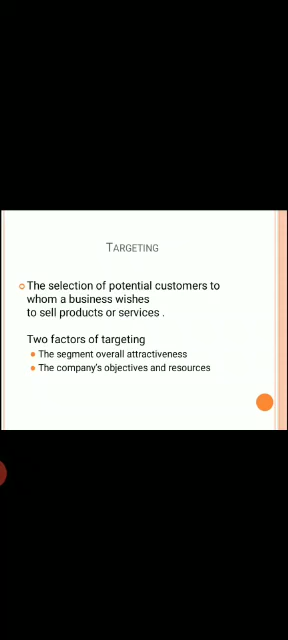 TARGETING
The selection of potential customers to
whom a business wishes
to sell products or services .
Two factors of targeting
The segment overall attractiveness
The company's objectives and resources